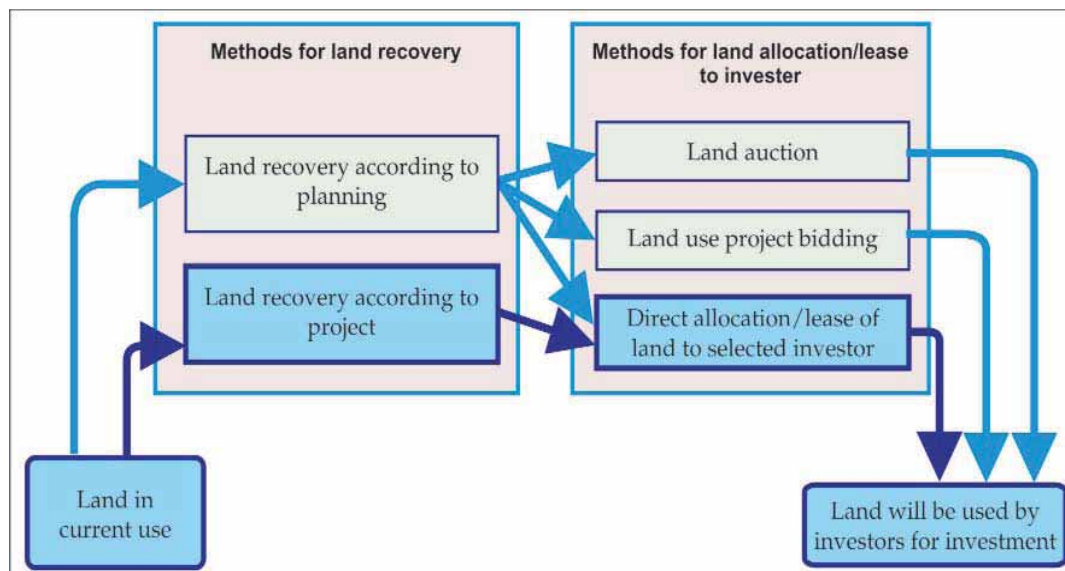 Methods for land recovery
Methods for land allocation/lease
to invester
Land recovery according to
planning
Land auction
Land use project bidding
Land recovery according to
project
Direct allocation/lease of
land to selected investor
Land in
current use
Land will be used by
investors for investment